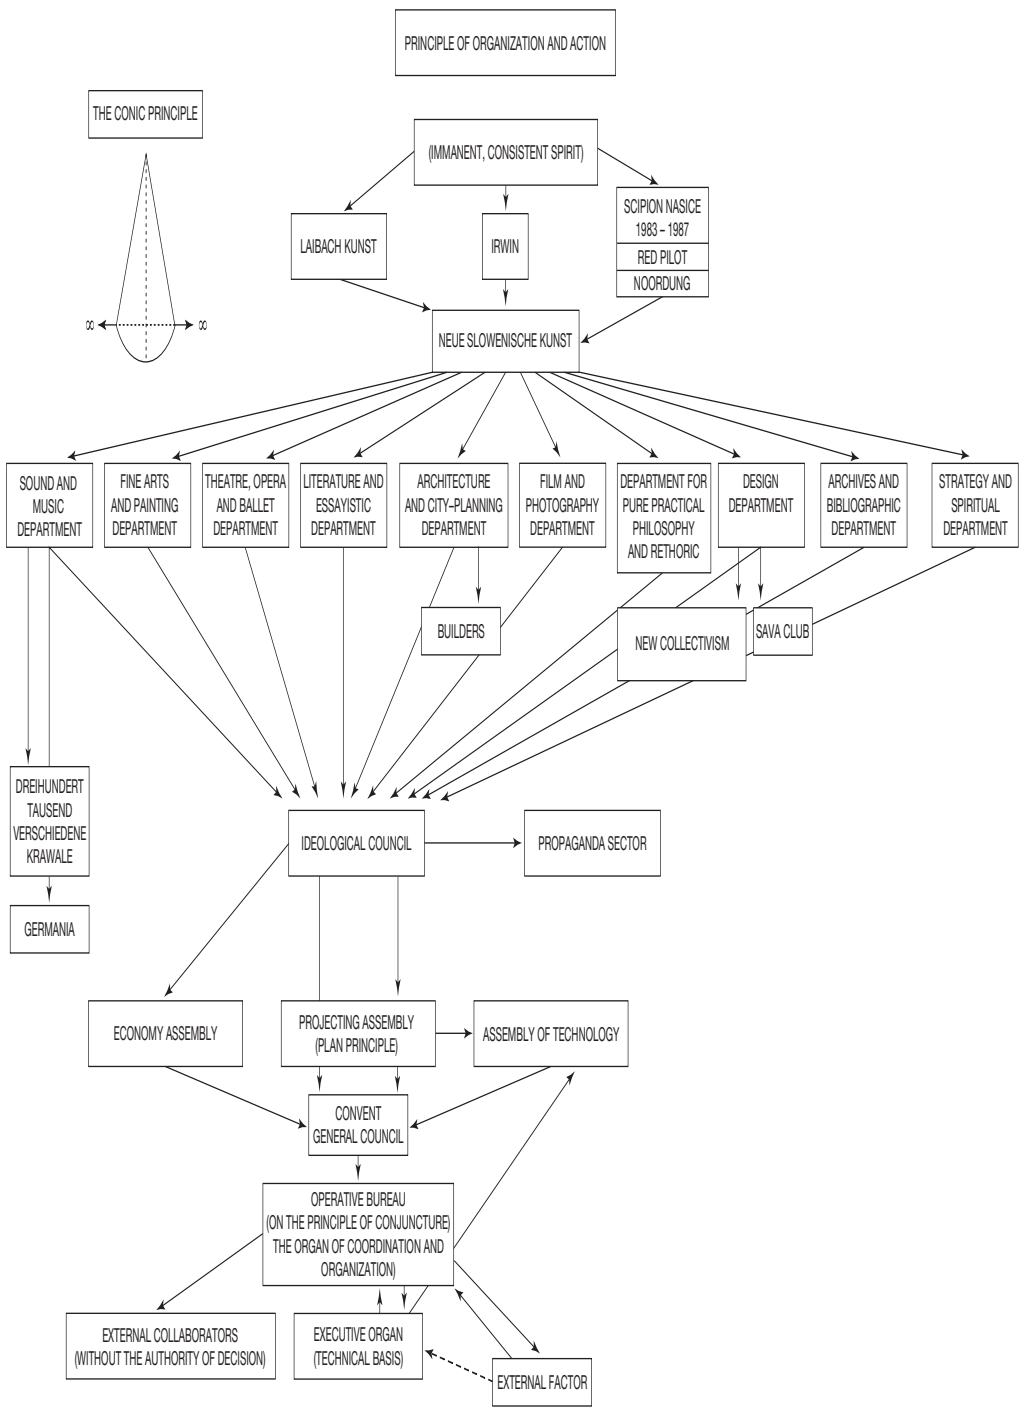 PRINCIPLE OF ORGANIZATION AND ACTION
THE CONIC PRINCIPLE
∞
∞
(IMMANENT, CONSISTENT SPIRIT)
LAIBACH KUNST
IRWIN
SCIPION NASICE
1983 – 1987
RED PILOT
NOORDUNG
NEUE SLOWENISCHE KUNST
SOUND AND
MUSIC
DEPARTMENT
FINE ARTS
AND PAINTING
DEPARTMENT
THEATRE, OPERA
AND BALLET
DEPARTMENT
LITERATURE AND
ESSAYISTIC
DEPARTMENT
ARCHITECTURE
AND CITY–PLANNING
DEPARTMENT
FILM AND
PHOTOGRAPHY
DEPARTMENT
DEPARTMENT FOR
PURE PRACTICAL
PHILOSOPHY
AND RETHORIC
DESIGN
DEPARTMENT
ARCHIVES AND
BIBLIOGRAPHIC
DEPARTMENT
STRATEGY AND
SPIRITUAL
DEPARTMENT
BUILDERS
NEW COLLECTIVISM
SAVA CLUB
DREIHUNDERT
TAUSEND
VERSCHIEDENE
KRAWALE
GERMANIA
IDEOLOGICAL COUNCIL
PROPAGANDA SECTOR
ECONOMY ASSEMBLY
PROJECTING ASSEMBLY
(PLAN PRINCIPLE)
ASSEMBLY OF TECHNOLOGY
CONVENT
GENERAL COUNCIL
OPERATIVE BUREAU
(ON THE PRINCIPLE OF CONJUNCTURE)
THE ORGAN OF COORDINATION AND
ORGANIZATION)
EXTERNAL COLLABORATORS
(WITHOUT THE AUTHORITY OF DECISION)
EXECUTIVE ORGAN
(TECHNICAL BASIS)
EXTERNAL FACTOR